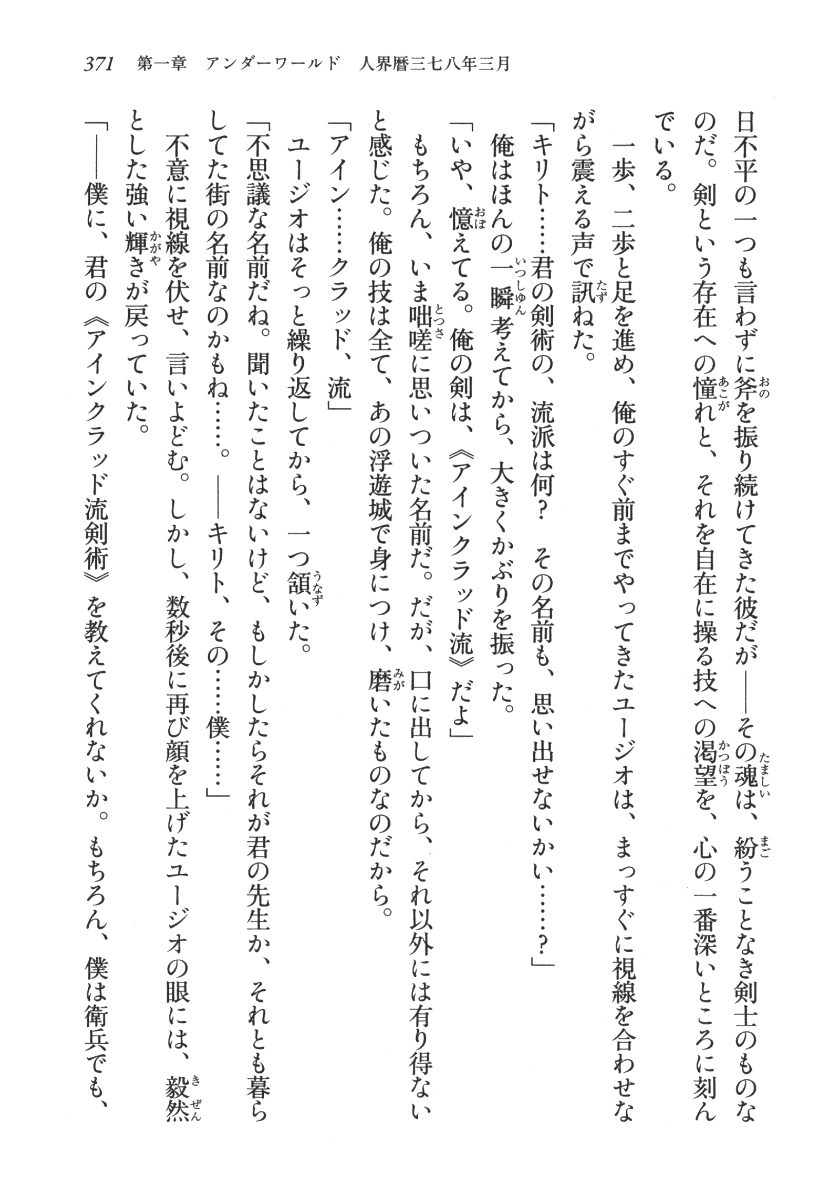 371 第一章 アンダーワールド 人界暦三七八年三月
日不平の一つも言わずに斧を振り続けてきた彼だが――その魂は、紛うことなき剣士のものな
のだ。剣という存在への憧れと、それを自在に操る技への渇望を、心の一番深いところに刻ん
でいる。
　一歩、二歩と足を進め、俺のすぐ前までやってきたユージオは、まっすぐに視線を合わせな
がら震える声で訊ねた。
「キリト……君の剣術の、流派は何？　その名前も、思い出せないかい……？」
　俺はほんの一瞬考えてから、大きくかぶりを振った。
「いや、憶えてる。俺の剣は、《アインクラッド流》だよ」
　もちろん、いま咄嗟に思いついた名前だ。だが、口に出してから、それ以外には有り得ない
と感じた。俺の技は全て、あの浮遊城で身につけ、磨いたものなのだから。
「アイン……クラッド、流」
　ユージオはそっと繰り返してから、一つ頷いた。
「不思議な名前だね。聞いたことはないけど、もしかしたらそれが君の先生か、それとも暮ら
してた街の名前なのかもね……。――キリト、その……僕……」
　不意に視線を伏せ、言いよどむ。しかし、数秒後に再び顔を上げたユージオの眼には、毅然
とした強い輝きが戻っていた。
「――僕に、君の《アインクラッド流剣術》を教えてくれないか。もちろん、僕は衛兵でも、